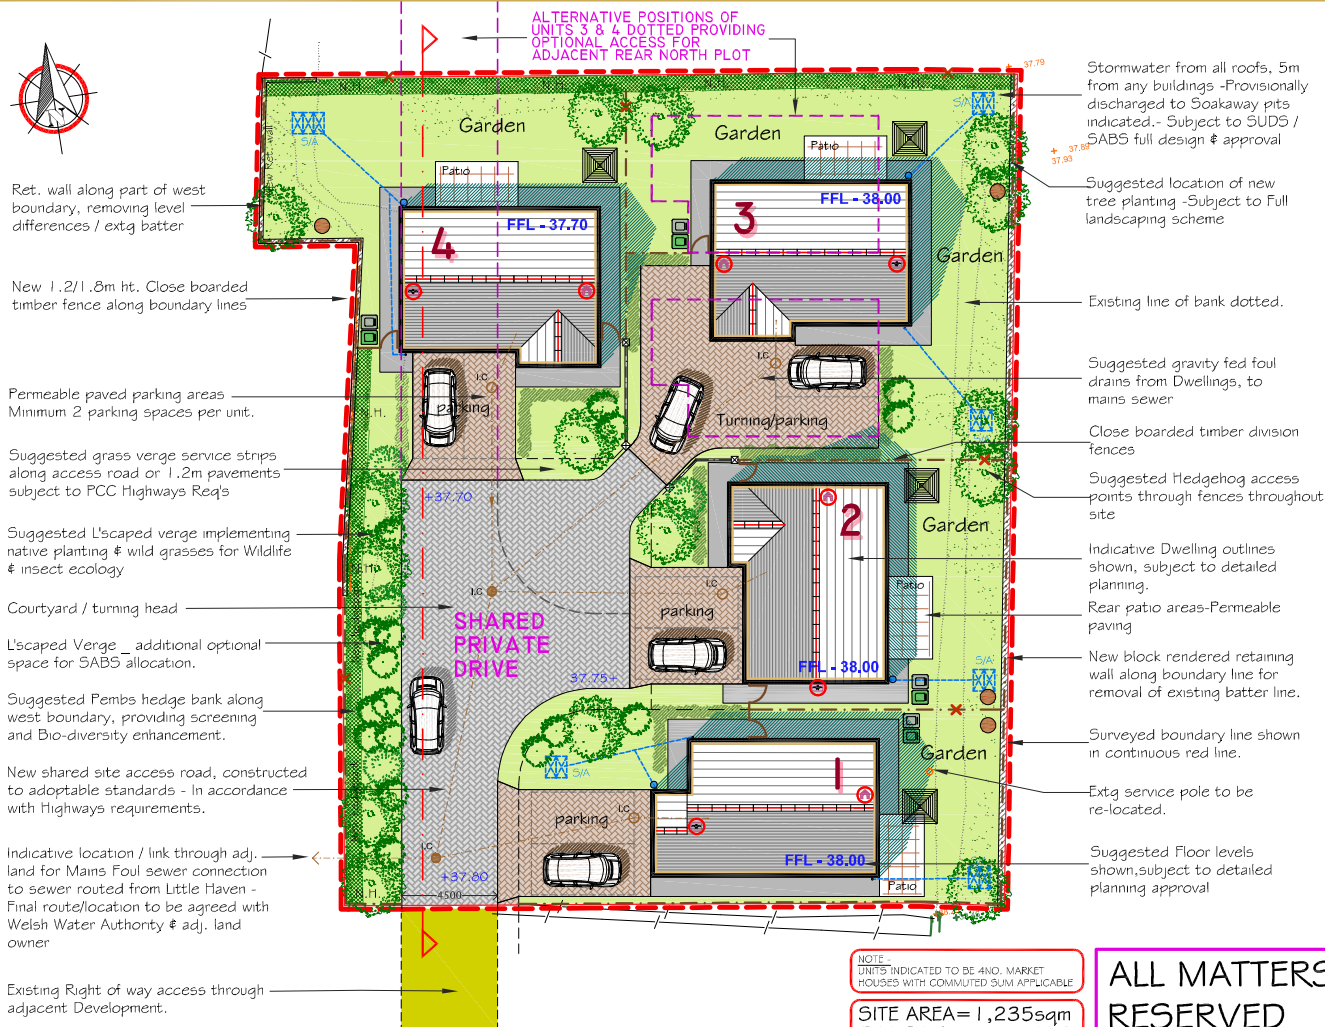 ALTERNATIVE POSITIONS OF
UNITS 3 & 4 DOTTED PROVIDING
OPTIONAL ACCESS FOR
ADJACENT REAR NORTH PLOT
Ret. wall along part of west
boundary, removing level
differences / extg batter
New 1.2/1.8m ht. Close boarded
timber fence along boundary lines
Permeable paved parking areas
Minimum 2 parking spaces per unit.
Suggested grass verge service strips
along access road or 1.2m pavements
subject to PCC Highways Req's
Suggested L'scaped verge implementing
native planting & wild grasses for Wildlife
& insect ecology
Courtyard / turning head
L'scaped Verge _ additional optional
space for SABS allocation.
Suggested Pembs hedge bank along
west boundary, providing screening
and Bio-diversity enhancement.
New shared site access road, constructed
to adoptable standards - In accordance
with Highways requirements.
Indicative location / link through adj.
land for Mains Foul sewer connection
to sewer routed from Little Haven -
Final route/location to be agreed with
Welsh Water Authority & adj. land
owner
Existing Right of way access through
adjacent Development.
N.H.
N.H.
N.H.
N.H.
S/A
Garden
Patio
4
FFL - 37.70
Garden
Patio
3
FFL - 38.00
S/A
Garden
I.C
parking
I.C
Turning/parking
N.H.
+37.70
N.H.
I.C
SHARED
PRIVATE
DRIVE
37.75+
I.C
parking
2
FFL - 38.00
S/A
Garden
Patio
S/A
S/A
I.C
parking
1
FFL - 38.00
Garden
Patio
S/A
I.C
+37.80
4500
37.79
37.89
37.93
Stormwater from all roofs, 5m
from any buildings -Provisionally
discharged to Soakaway pits
indicated.- Subject to SUDS /
SABS full design & approval
Suggested location of new
tree planting -Subject to Full
landscaping scheme
Existing line of bank dotted.
Suggested gravity fed foul
drains from Dwellings, to
mains sewer
Close boarded timber division
fences
Suggested Hedgehog access
points through fences throughout
site
Indicative Dwelling outlines
shown, subject to detailed
planning.
Rear patio areas-Permeable
paving
New block rendered retaining
wall along boundary line for
removal of existing batter line.
Surveyed boundary line shown
in continuous red line.
Extg service pole to be
re-located.
Suggested Floor levels
shown,subject to detailed
planning approval
NOTE -
UNITS INDICATED TO BE 4NO. MARKET
HOUSES WITH COMMUTED SUM APPLICABLE
SITE AREA= 1,235sqm
ALL MATTERS
RESERVED